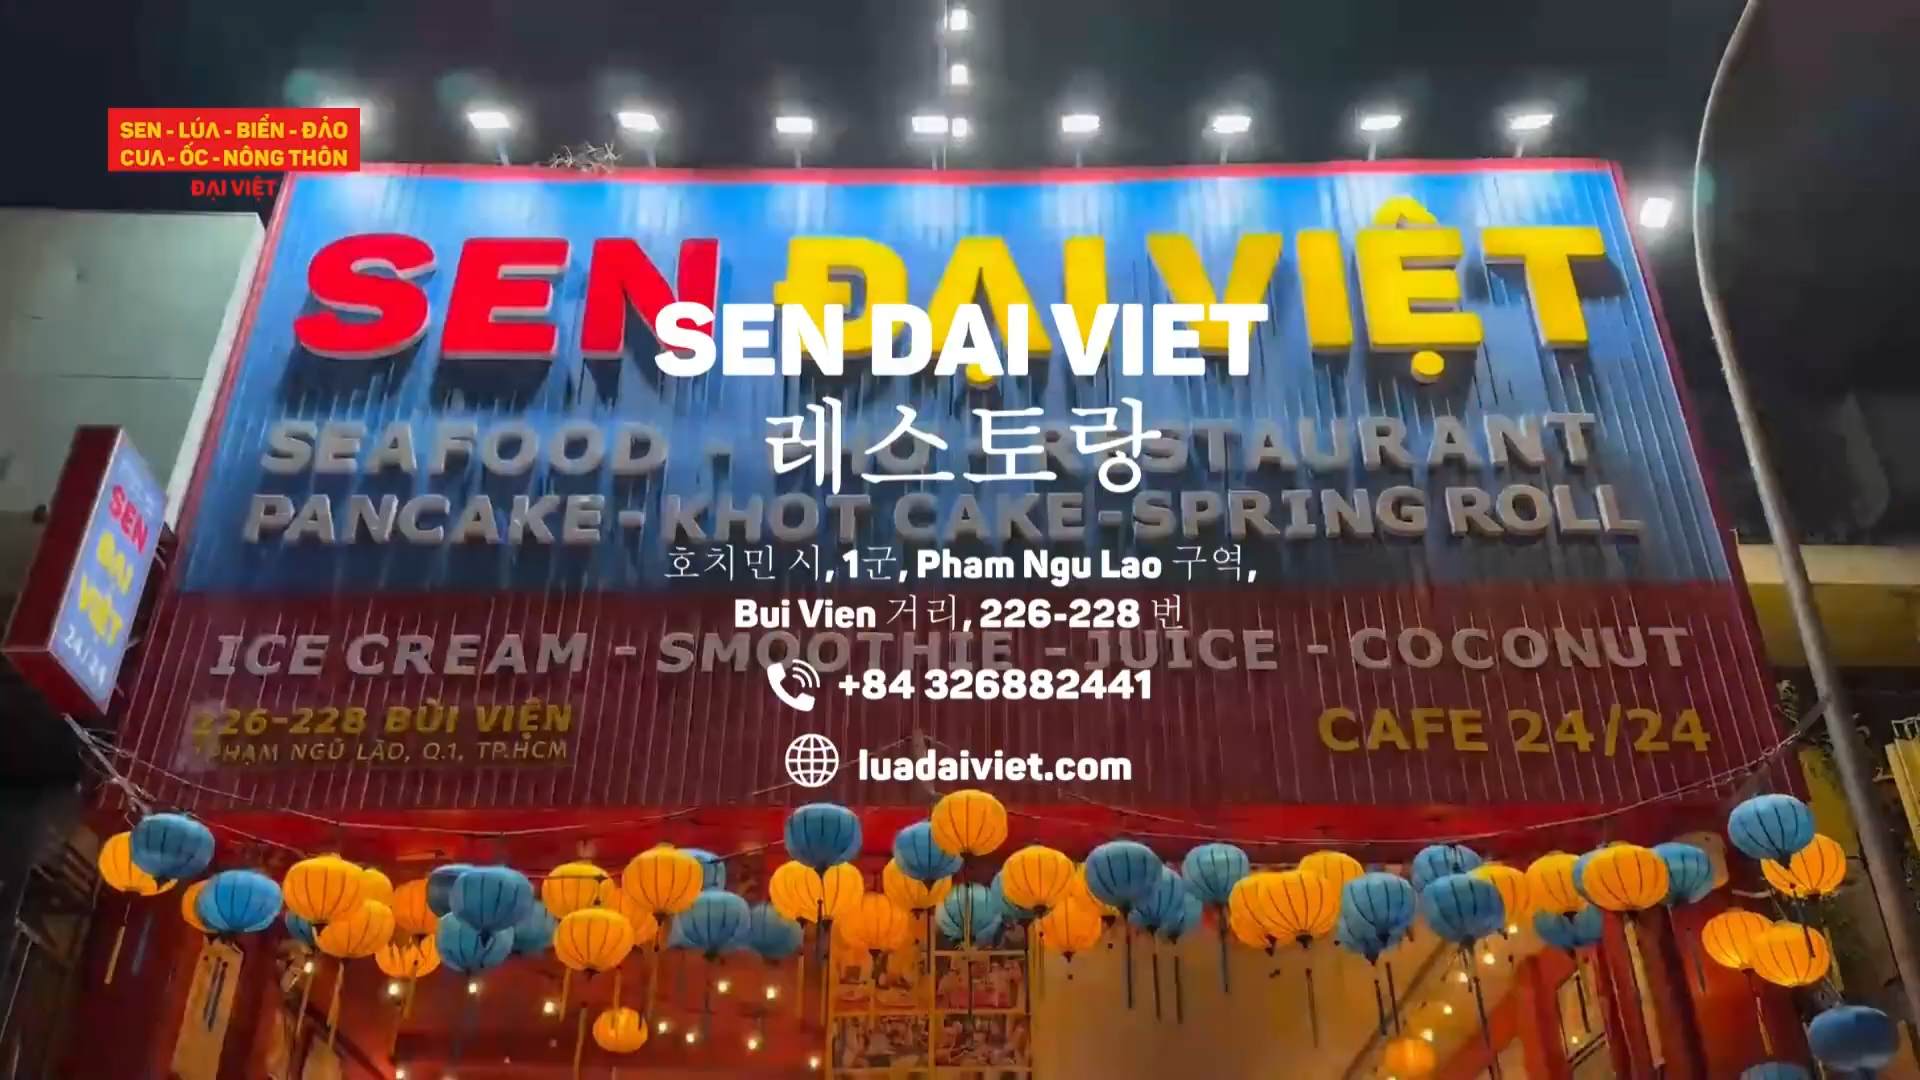 SEN - LÚA - BIỂN - ĐẢO
CUA - ỐC - NÔNG THÔN
ĐẠI VIỆT
SEN ĐẠI VIỆT
SEN DAI VIET
SEAFOOD - RESTAURANT
레스토랑
PANCAKE - KHOT CAKE - SPRING ROLL
호치민 시, 1군, Pham Ngu Lao 구역,
Bui Vien 거리, 226-228 번
ICE CREAM - SMOOTHIE - JUICE - COCONUT
+84 326882441
226-228 BÙI VIỆN
PHẠM NGŨ LÃO, Q.1, TP.HCM
CAFE 24/24
luadaiviet.com
SEN
ĐẠI
VIỆT
24/24